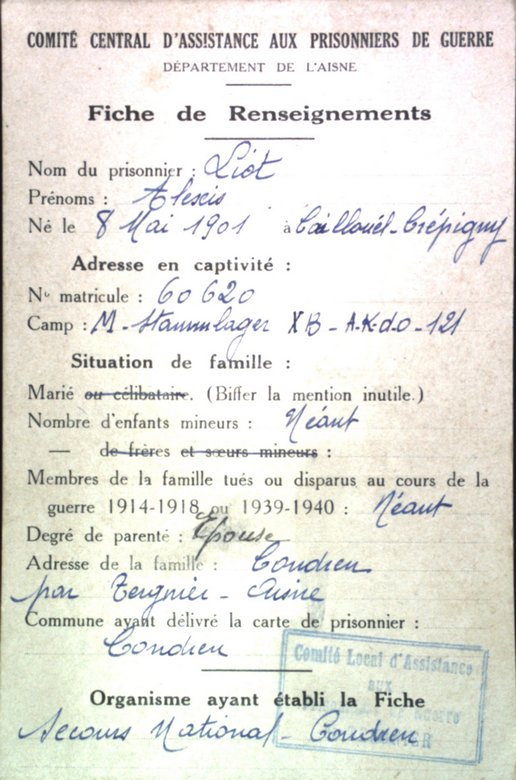 COMITÉ CENTRAL D'ASSISTANCE AUX PRISONNIERS DE GUERRE
DÉPARTEMENT DE L'AISNE
Fiche de Renseignements
Nom du prisonnier : Liot
Prénoms : Alexis
Né le 8 Mai 1901 à Caillouël-Crépigny
Adresse en captivité :
No matricule : 60620
Camp : M-Stammlager XB-A.K.d.o-121
Situation de famille :
Marié ou célibataire. (Biffer la mention inutile.)
Nombre d'enfants mineurs : Néant
— de frères et sœurs mineurs :
Membres de la famille tués ou disparus au cours de la
guerre 1914-1918 ou 1939-1940 : Néant
Degré de parenté : Epouse
Adresse de la famille : Condren
par Tergnier - Aisne
Commune ayant délivré la carte de prisonnier :
Condren
Comité Local d'Assistance
AUX
Organisme ayant établi la Fiche
Secours National - Condren